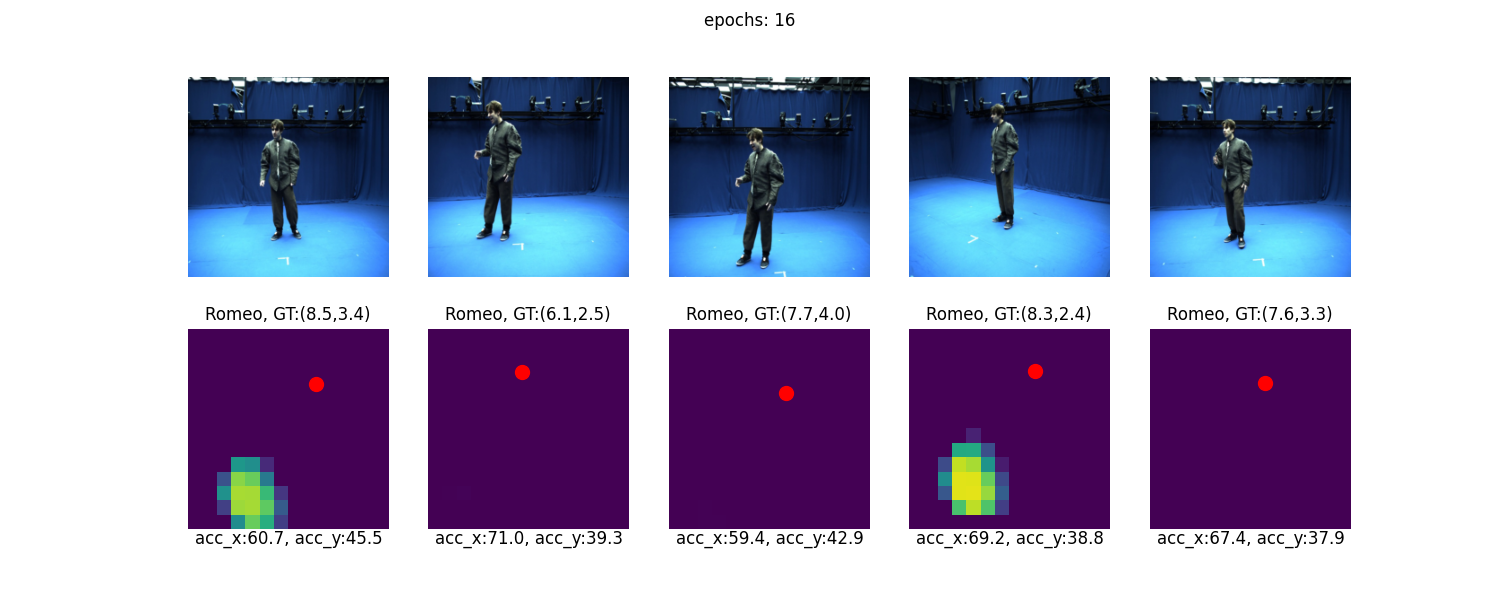 epochs: 16
Romeo, GT:(8.5,3.4)
Romeo, GT:(6.1,2.5)
Romeo, GT:(7.7,4.0)
Romeo, GT:(8.3,2.4)
Romeo, GT:(7.6,3.3)
acc_x:60.7, acc_y:45.5
acc_x:71.0, acc_y:39.3
acc_x:59.4, acc_y:42.9
acc_x:69.2, acc_y:38.8
acc_x:67.4, acc_y:37.9